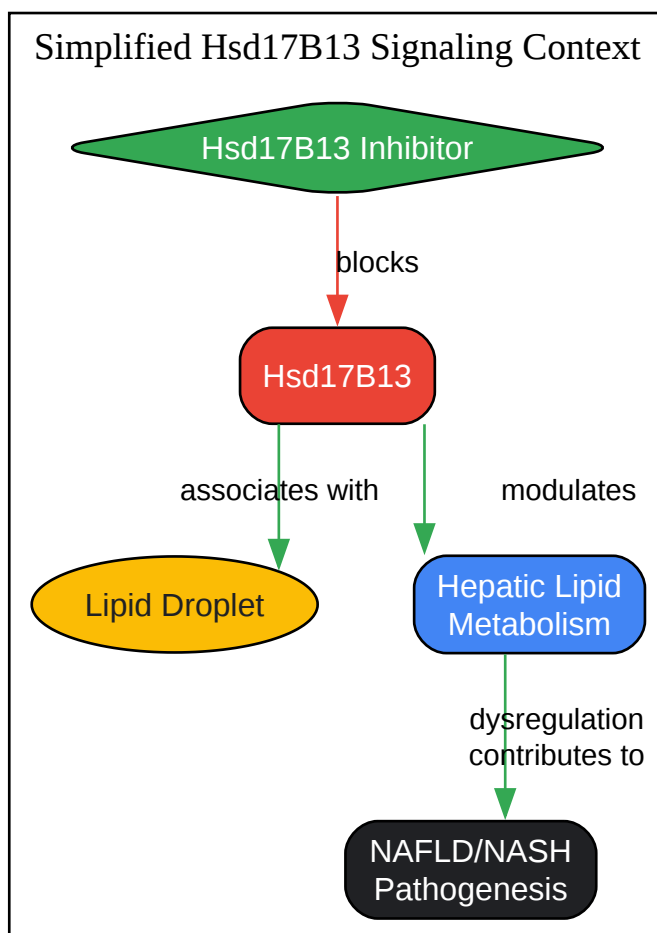 Simplified Hsd17B13 Signaling Context
Hsd17B13 Inhibitor
blocks
Hsd17B13
associates with
modulates
Lipid Droplet
Hepatic Lipid
Metabolism
dysregulation
contributes to
NAFLD/NASH
Pathogenesis